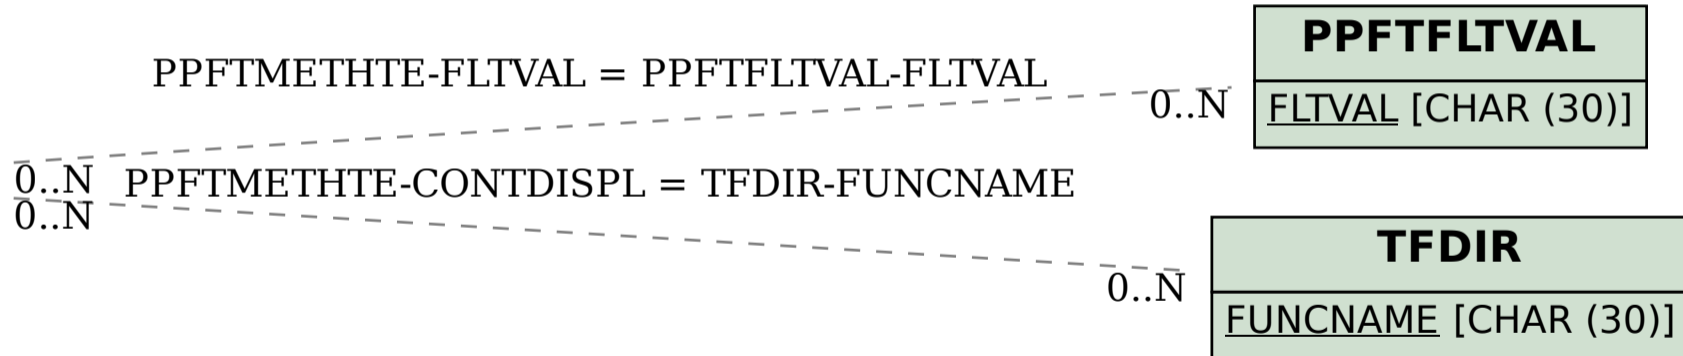 PPFTFLTVAL
PPFTMETHTE-FLTVAL = PPFTFLTVAL-FLTVAL
0..N
FLTVAL [CHAR (30)]
0..N
PPFTMETHTE-CONTDISPL = TFDIR-FUNCNAME
0..N
TFDIR
0..N
FUNCNAME [CHAR (30)]